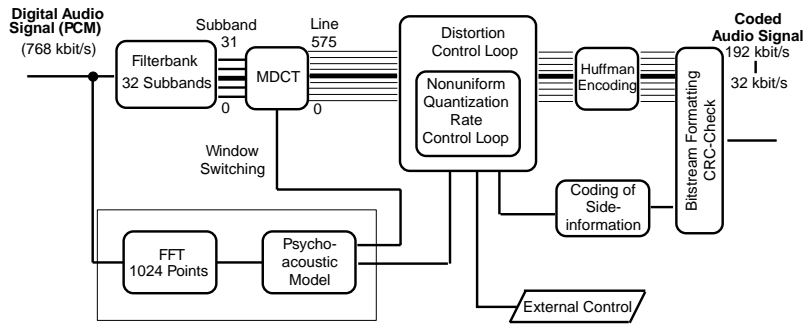 Digital Audio
Signal (PCM)
(768 kbit/s)
Subband
31
0
Filterbank
32 Subbands
MDCT
Line
575
0
Window
Switching
Distortion
Control Loop
Nonuniform
Quantization
Rate
Control Loop
Huffman
Encoding
Coding of
Side-
information
Bitstream Formatting
CRC-Check
Coded
Audio Signal
192 kbit/s
32 kbit/s
FFT
1024 Points
Psycho-
acoustic
Model
External Control